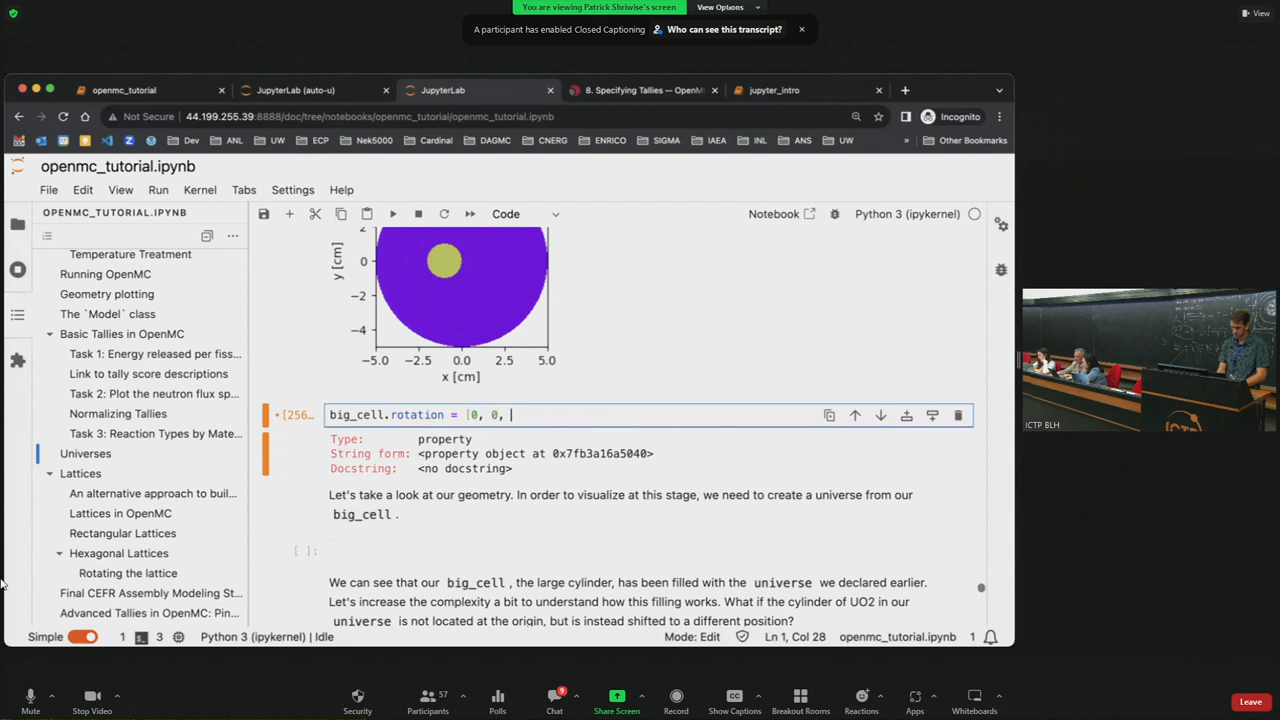 You are viewing Patrick Shriwise's screen
View Options
View
A participant has enabled Closed Captioning
Who can see this transcript?
openmc_tutorial
JupyterLab (auto-u)
JupyterLab
8. Specifying Tallies — OpenM
jupyter_intro
Not Secure
44.199.255.39:8888/doc/tree/notebooks/openmc_tutorial/openmc_tutorial.ipynb
Incognito
Dev
ANL
UW
ECP
Nek5000
Cardinal
DAGMC
CNERG
ENRICO
SIGMA
IAEA
INL
ANS
UW
»
Other Bookmarks
openmc_tutorial.ipynb
File
Edit
View
Run
Kernel
Tabs
Settings
Help
OPENMC_TUTORIAL.IPYNB
Code
Notebook
Python 3 (ipykernel)
Temperature Treatment
Running OpenMC
Geometry plotting
The `Model` class
Basic Tallies in OpenMC
Task 1: Energy released per fiss...
Link to tally score descriptions
Task 2: Plot the neutron flux sp...
Normalizing Tallies
Task 3: Reaction Types by Mate...
Universes
Lattices
An alternative approach to buil...
Lattices in OpenMC
Rectangular Lattices
Hexagonal Lattices
Rotating the lattice
Final CEFR Assembly Modeling St...
Advanced Tallies in OpenMC: Pin...
2
0
−2
−4
y [cm]
−5.0
−2.5
0.0
2.5
5.0
x [cm]
[256...
big_cell.rotation = [0, 0,
Type: property
String form: <property object at 0x7fb3a16a5040>
Docstring: <no docstring>
Let's take a look at our geometry. In order to visualize at this stage, we need to create a universe from our
big_cell .
[ ]:
We can see that our big_cell , the large cylinder, has been filled with the universe we declared earlier.
Let's increase the complexity a bit to understand how this filling works. What if the cylinder of UO2 in our
universe is not located at the origin, but is instead shifted to a different position?
Simple
1
3
Python 3 (ipykernel) | Idle
Mode: Edit
Ln 1, Col 28
openmc_tutorial.ipynb
1
ICTP BLH
Mute
Stop Video
Security
57
Participants
Polls
9
Chat
Share Screen
Record
CC
Show Captions
Breakout Rooms
Reactions
Apps
Whiteboards
Leave